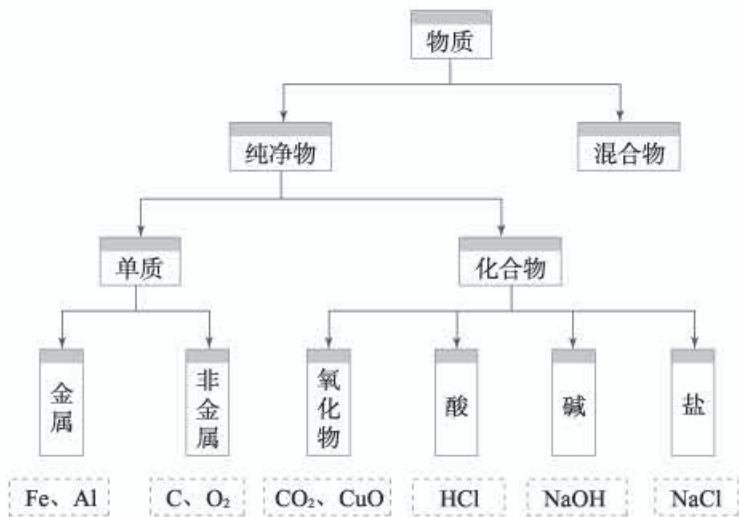 物质
纯净物
混合物
单质
化合物
金属
非金属
氧化物
酸
碱
盐
Fe、Al
C、O₂
CO₂、CuO
HCl
NaOH
NaCl